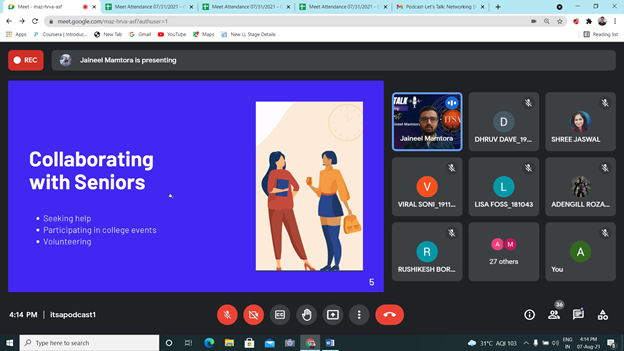 Meet - maz-hrva-asf
Meet Attendance 07/31/2021 - G
Meet Attendance 07/31/2021 - G
Meet Attendance 07/31/2021 - G
Podcast-Let's Talk: Networking
meet.google.com/maz-hrva-asf?authuser=1
Apps
Coursera | Introduc...
New Tab
Gmail
YouTube
Maps
New LL Stage Details
Reading list
REC
Jaineel Mamtora is presenting
Collaborating
with Seniors
Seeking help
Participating in college events
Volunteering
5
TALK
Jaineel Mamtora
D
DHRUV DAVE_19...
SHREE JASWAL
V
VIRAL SONI_1911...
L
LISA FOSS_181043
ADENGILL ROZA...
R
RUSHIKESH BOR...
A M
27 others
A
You
4:14 PM | itsapodcast1
36
Type here to search
31°C AQI 103
ENG
IN
4:14 PM
07-Aug-21